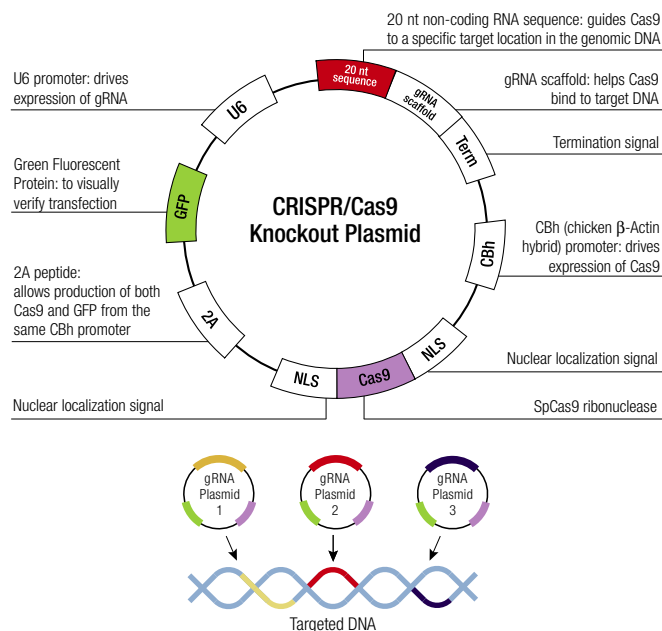 20 nt non-coding RNA sequence: guides Cas9
to a specific target location in the genomic DNA
U6 promoter: drives
expression of gRNA
gRNA scaffold: helps Cas9
bind to target DNA
Termination signal
Green Fluorescent
Protein: to visually
verify transfection
CBh (chicken β-Actin
hybrid) promoter: drives
expression of Cas9
2A peptide:
allows production of both
Cas9 and GFP from the
same CBh promoter
Nuclear localization signal
Nuclear localization signal
SpCas9 ribonuclease
20 nt
sequence
gRNA
scaffold
Term
CBh
NLS
Cas9
NLS
2A
GFP
U6
CRISPR/Cas9
Knockout Plasmid
gRNA
Plasmid
1
gRNA
Plasmid
2
gRNA
Plasmid
3
Targeted DNA